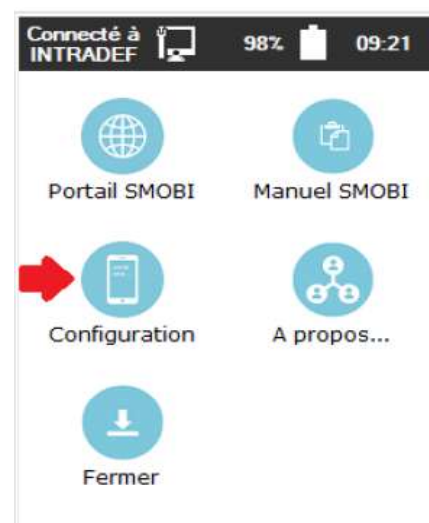 Connecté à
INTRADEF
98%
09:21
Portail SMOBI
Manuel SMOBI
Configuration
A propos...
Fermer